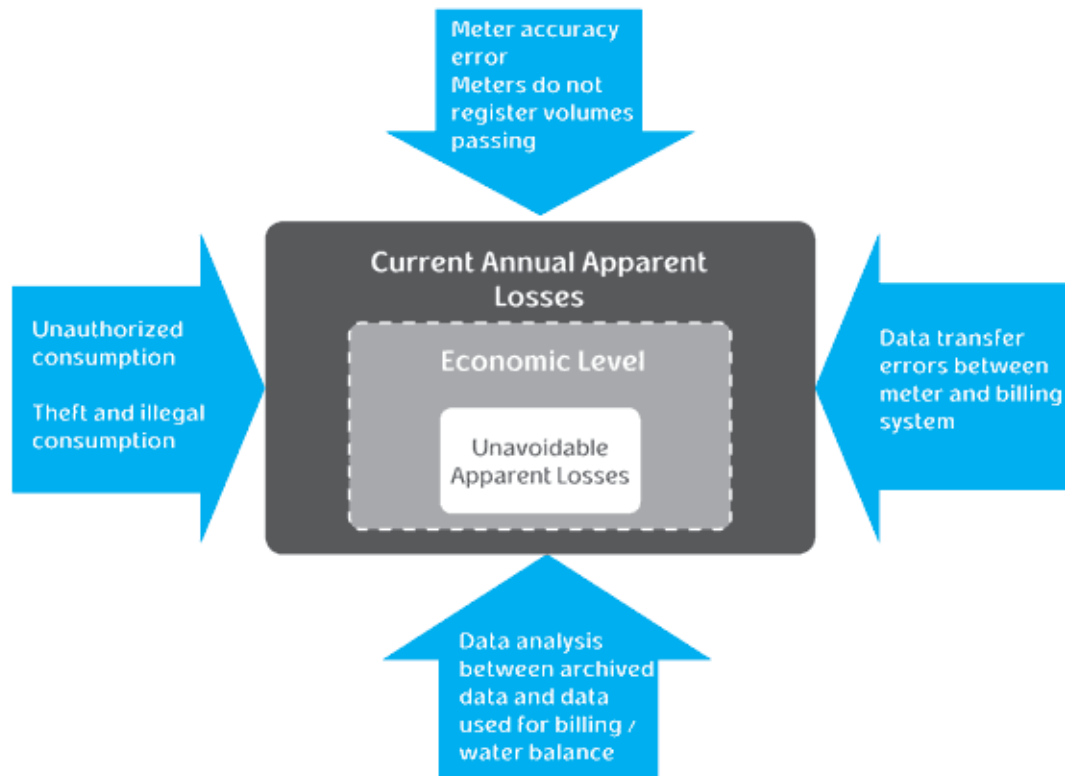 Meter accuracy
error
Meters do not
register volumes
passing
Current Annual Apparent
Losses
Unauthorized
consumption
Theft and illegal
consumption
Economic Level
Unavoidable
Apparent Losses
Data transfer
errors between
meter and billing
system
Data analysis
between archived
data and data
used for billing /
water balance